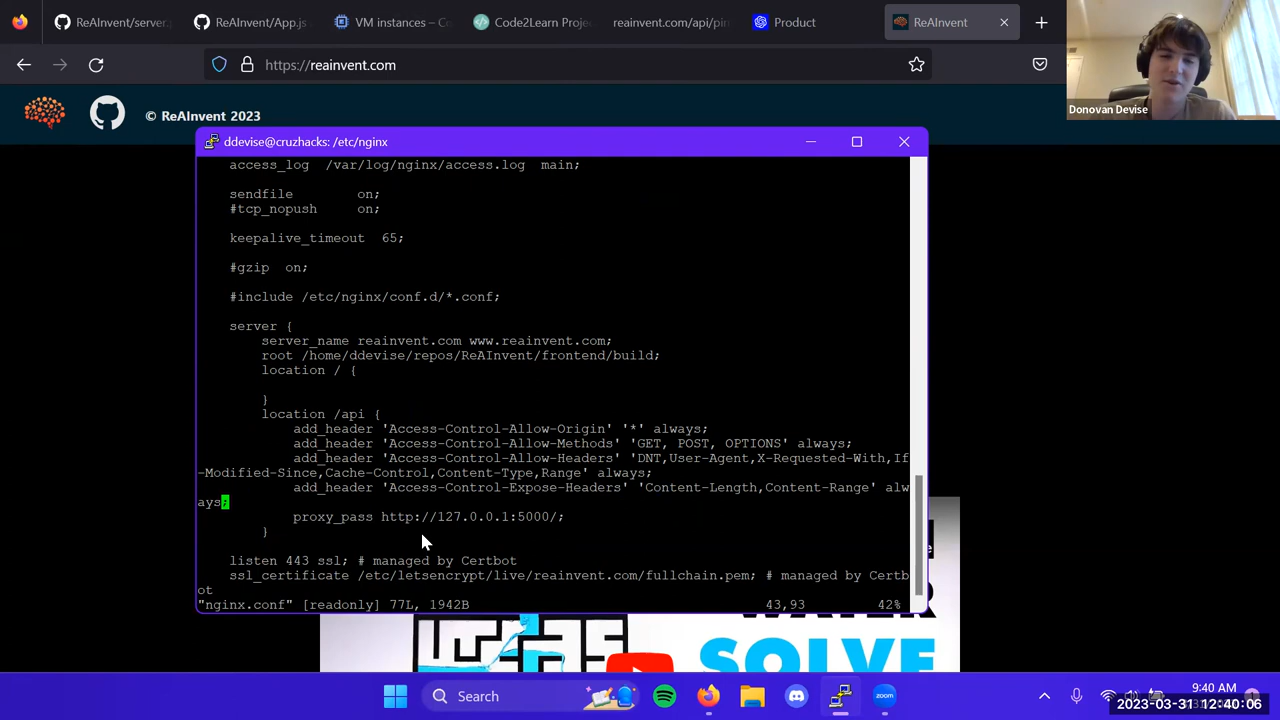 ReAInvent/server.
ReAInvent/App.js
VM instances – C
Code2Learn Proje
reainvent.com/api/pin
Product
ReAInvent
https://reainvent.com
Donovan Devise
© ReAInvent 2023
ddevise@cruzhacks: /etc/nginx
access_log  /var/log/nginx/access.log  main;
sendfile        on;
#tcp_nopush     on;
keepalive_timeout  65;
#gzip  on;
#include /etc/nginx/conf.d/*.conf;
server {
server_name reainvent.com www.reainvent.com;
root /home/ddevise/repos/ReAInvent/frontend/build;
location / {
}
location /api {
add_header 'Access-Control-Allow-Origin' '*' always;
add_header 'Access-Control-Allow-Methods' 'GET, POST, OPTIONS' always;
add_header 'Access-Control-Allow-Headers' 'DNT,User-Agent,X-Requested-With,If
-Modified-Since,Cache-Control,Content-Type,Range' always;
add_header 'Access-Control-Expose-Headers' 'Content-Length,Content-Range' alw
ays;
proxy_pass http://127.0.0.1:5000/;
}
listen 443 ssl; # managed by Certbot
ssl_certificate /etc/letsencrypt/live/reainvent.com/fullchain.pem; # managed by Certb
ot
"nginx.conf" [readonly] 77L, 1942B 43,93 42%
SOLVE
Search
zoom
9:40 AM
2023-03-31 12:40:06